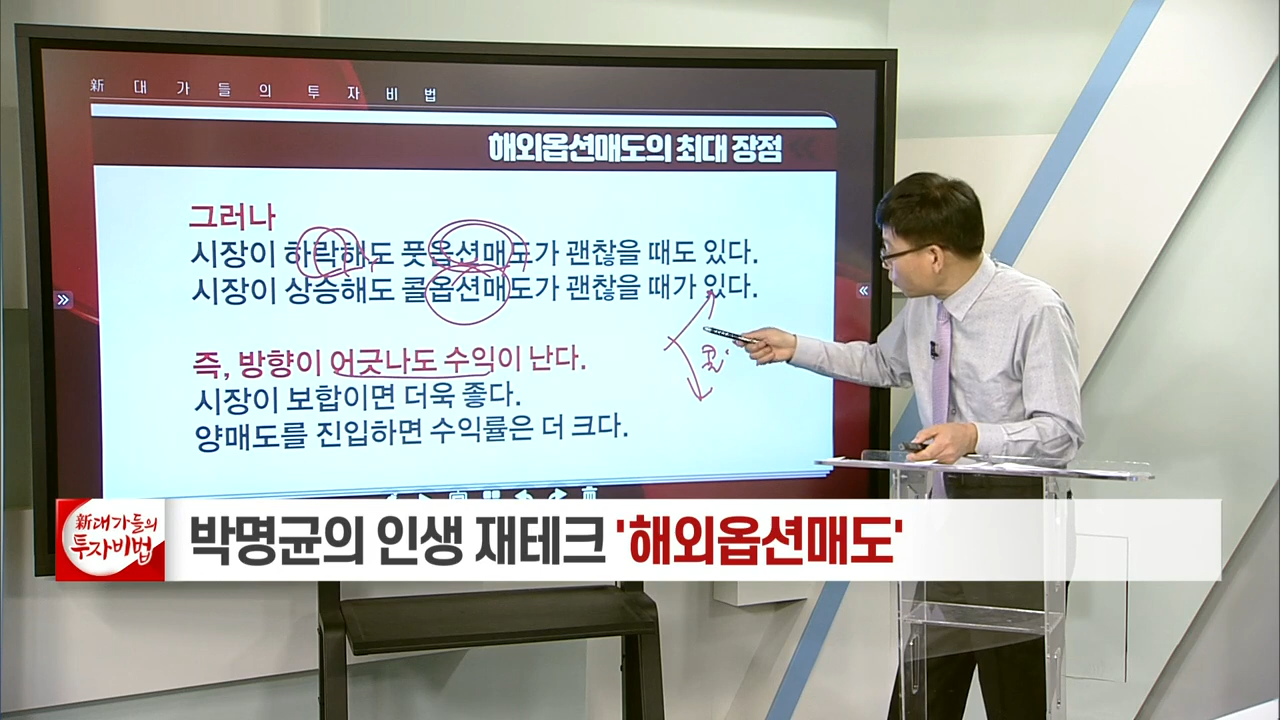 新 대 가 들 의 투 자 비 법
해외옵션매도의 최대 장점
그러나
시장이 하락해도 풋옵션매도가 괜찮을 때도 있다.
시장이 상승해도 콜옵션매도가 괜찮을 때가 있다.
즉, 방향이 어긋나도 수익이 난다.
콜
시장이 보합이면 더욱 좋다.
양매도를 진입하면 수익률은 더 크다.
新대가들의
투자비법
박명균의 인생 재테크 '해외옵션매도'